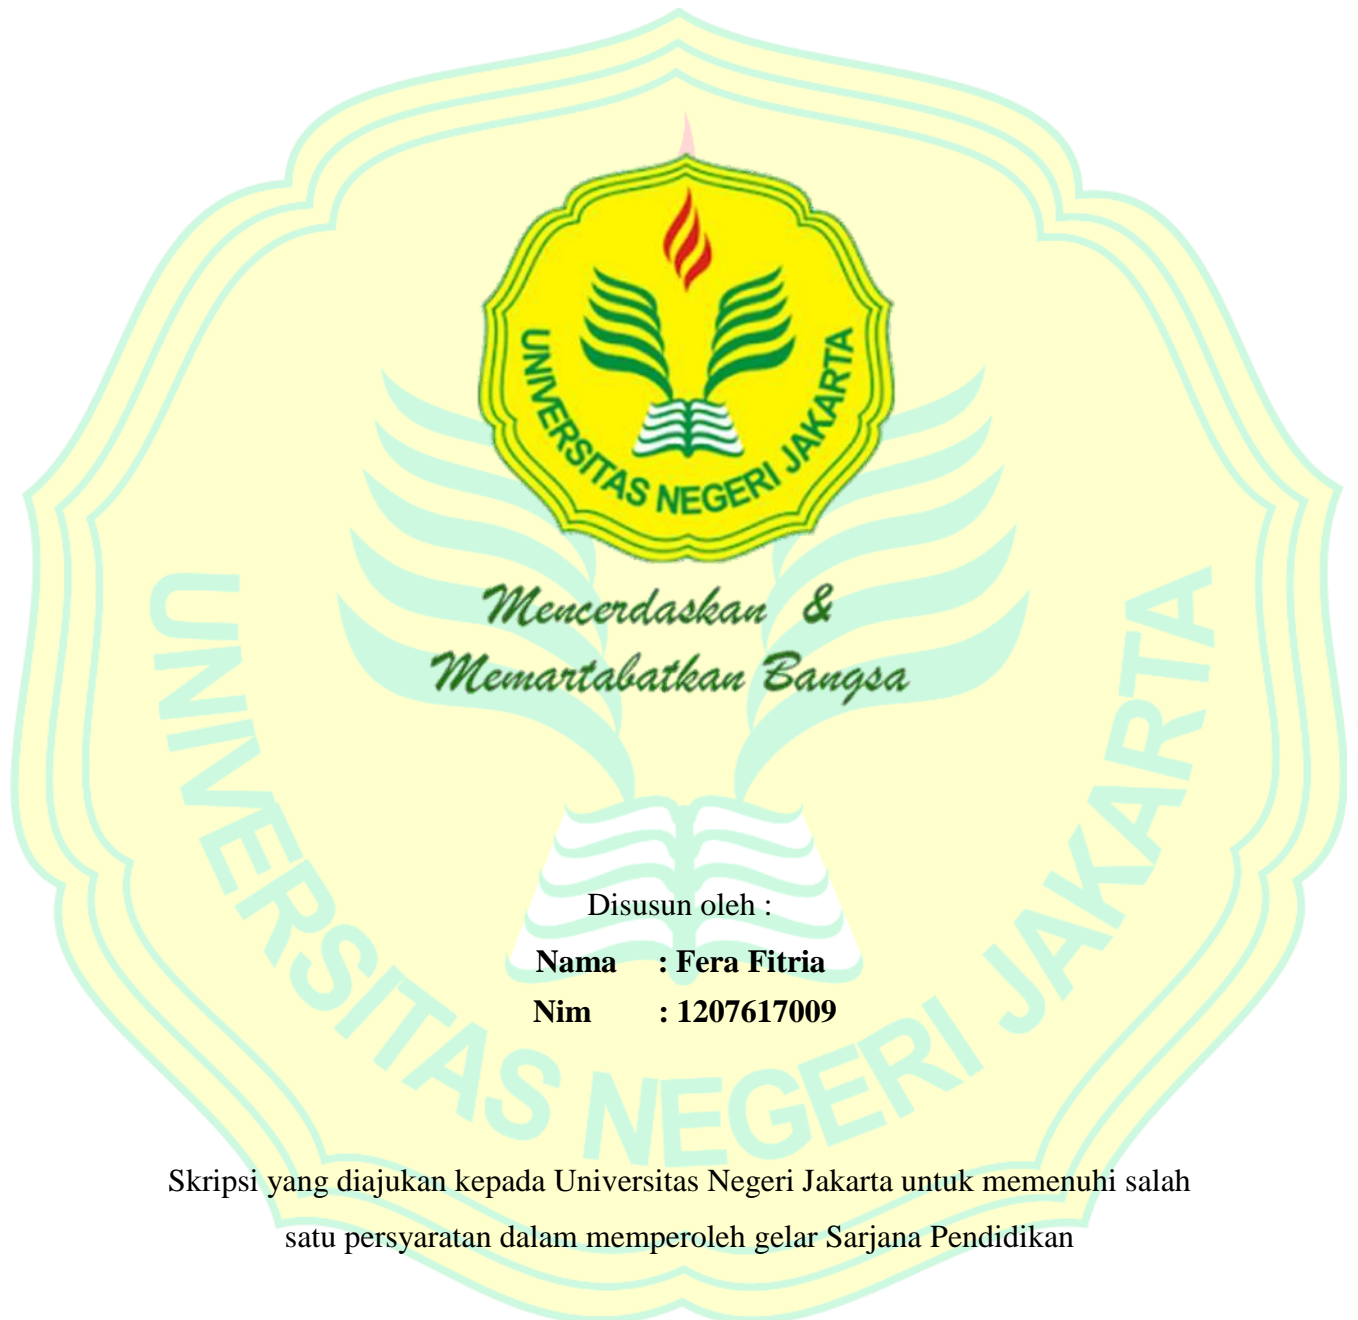 UNIVERSITAS NEGERI JAKARTA
Mencerdaskan &
Memartabatkan Bangsa
UNIVERSITAS NEGERI JAKARTA
Disusun oleh :
Nama : Fera Fitria
Nim : 1207617009
Skripsi yang diajukan kepada Universitas Negeri Jakarta untuk memenuhi salah
satu persyaratan dalam memperoleh gelar Sarjana Pendidikan